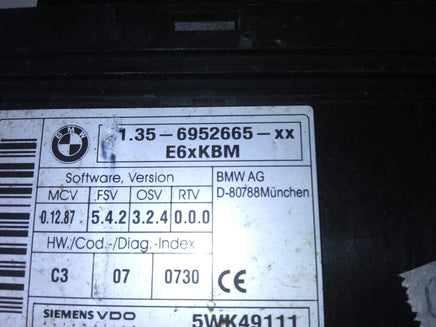 BMW
1.35-6952665-xx
E6xKBM
Software, Version
MCV FSV OSV RTV
0.12.87 5.4.2 3.2.4 0.0.0
BMW AG
D-80788München
HW./Cod.-/Diag.-Index
C3 07 0730 CE
SIEMENS VDO 5WK49111